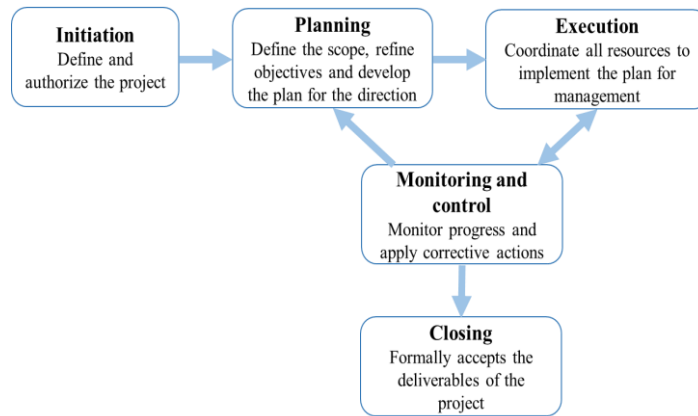 Initiation
Define and
authorize the project
Planning
Define the scope, refine
objectives and develop
the plan for the direction
Execution
Coordinate all resources to
implement the plan for
management
Monitoring and
control
Monitor progress and
apply corrective actions
Closing
Formally accepts the
deliverables of the
project